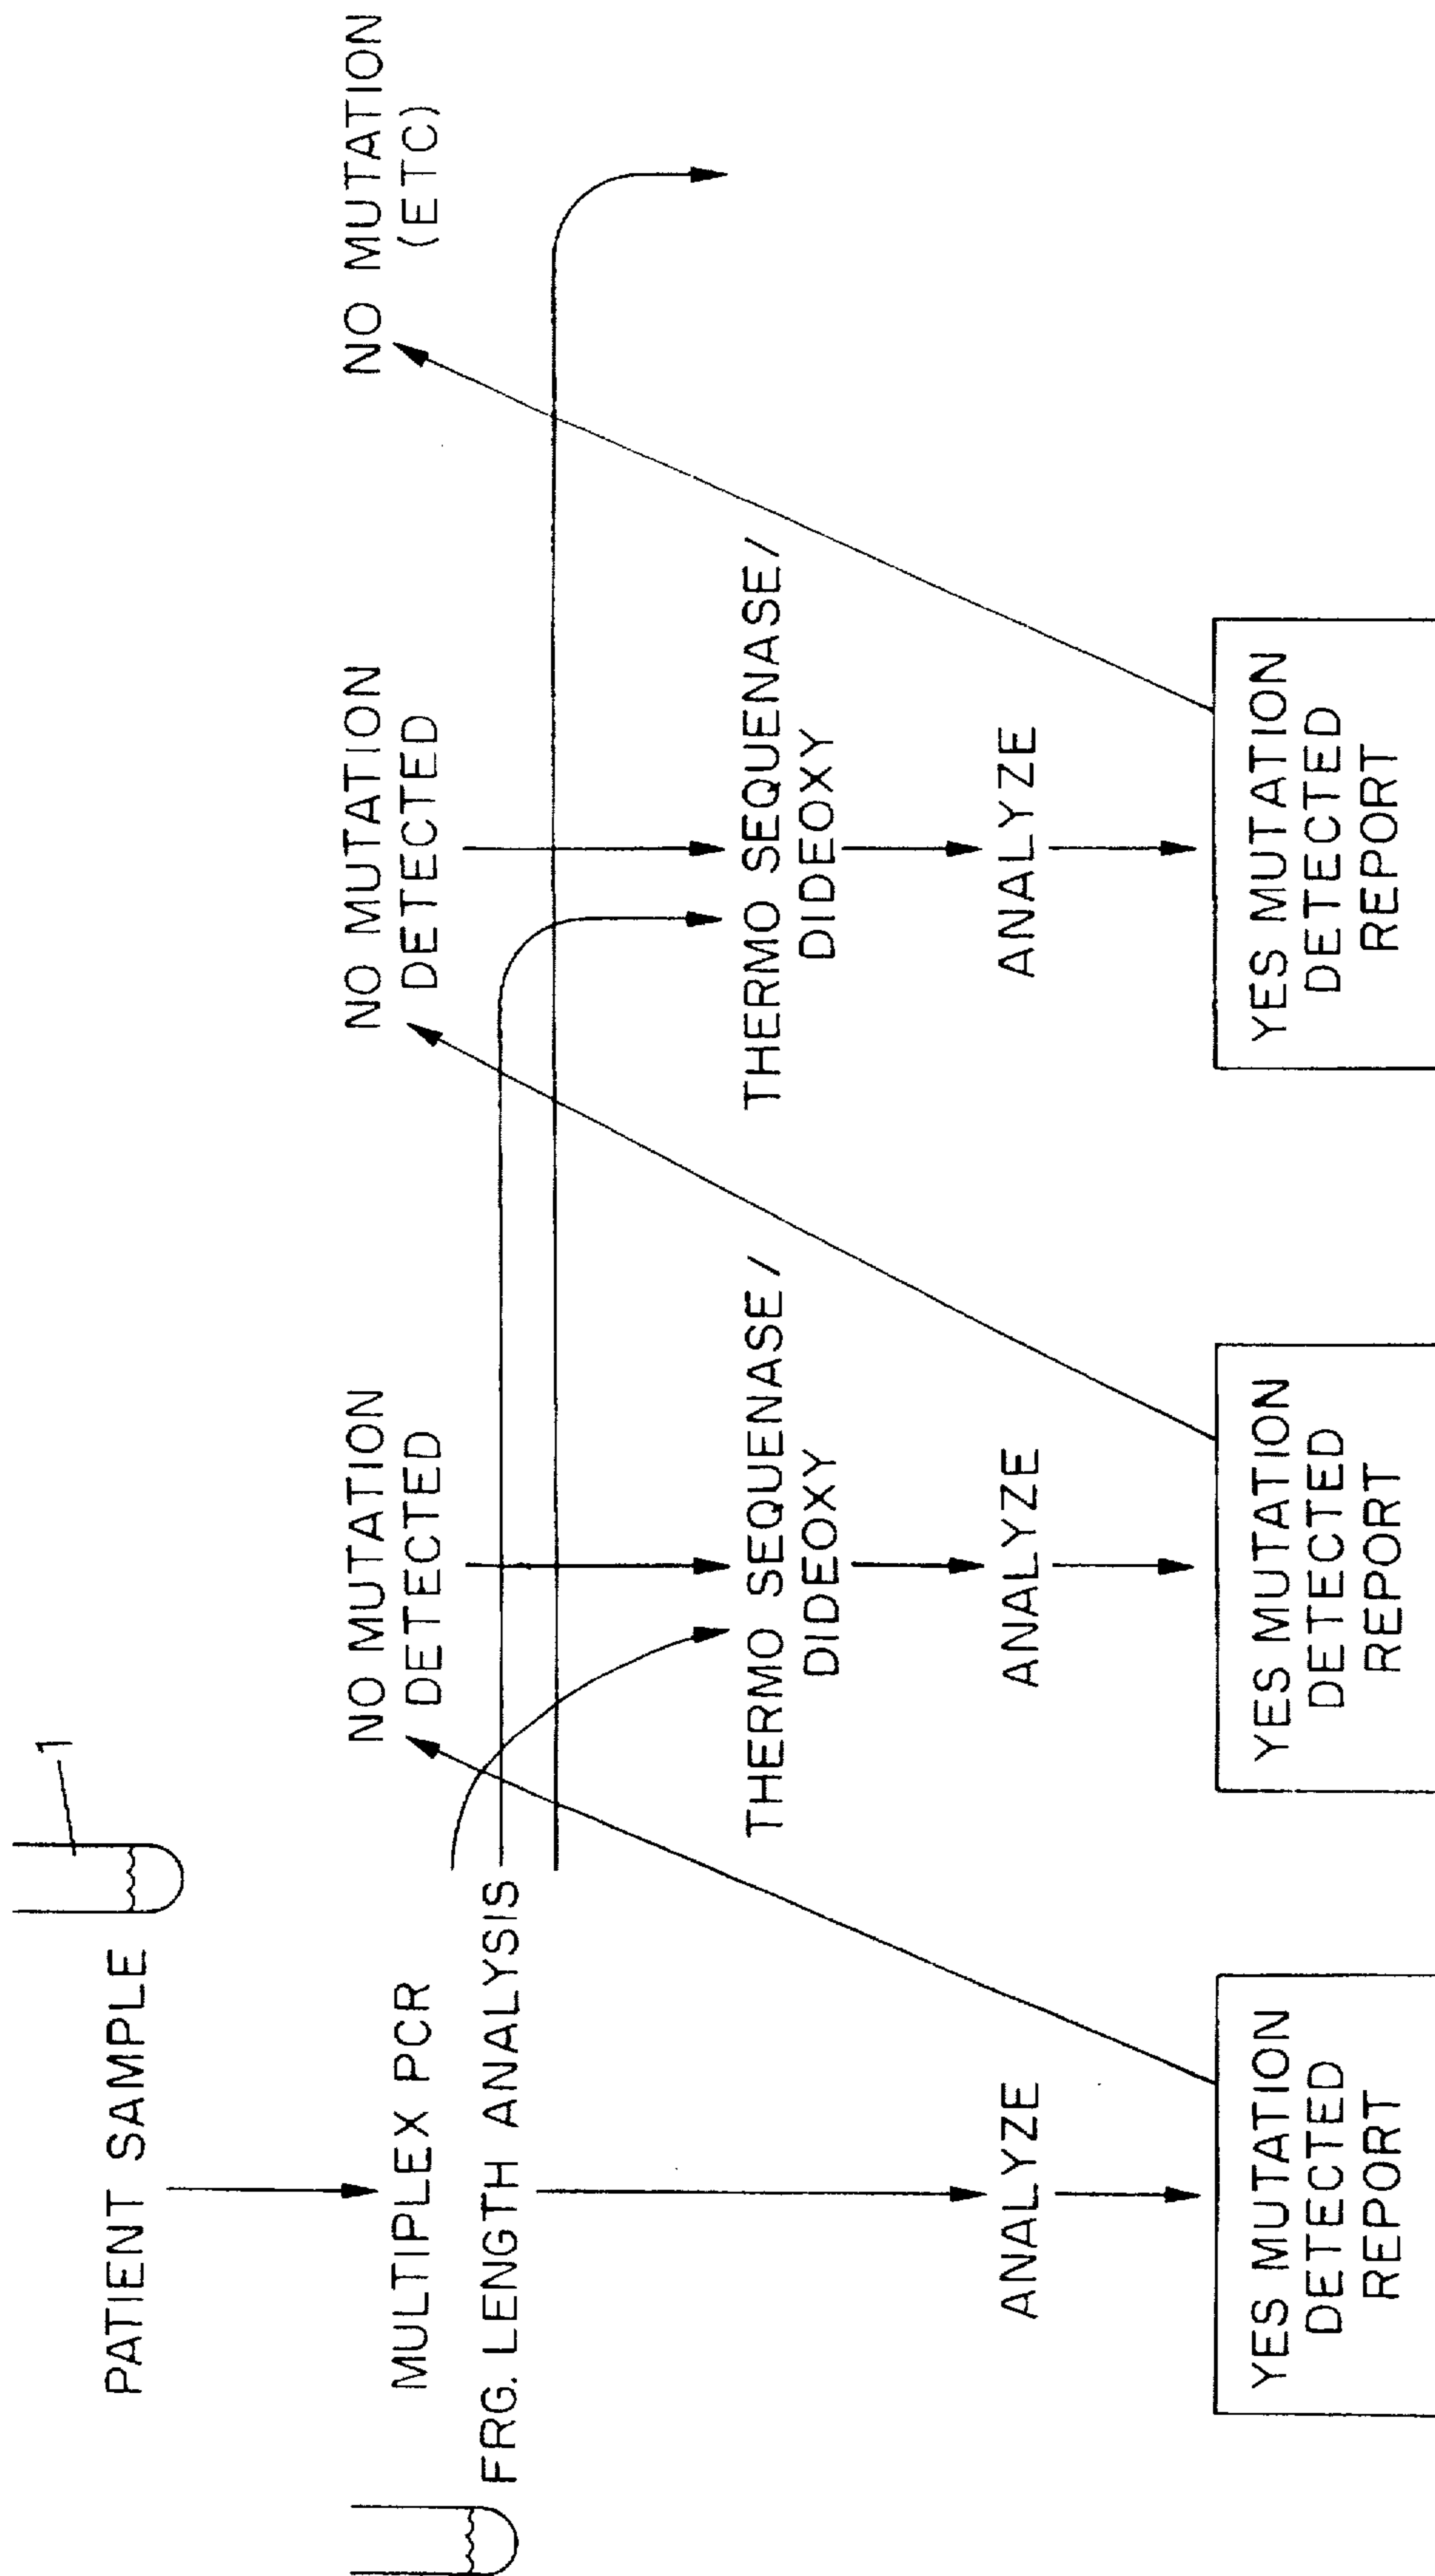 PATIENT SAMPLE
1
MULTIPLEX PCR
FRG. LENGTH ANALYSIS
ANALYZE
YES MUTATION
DETECTED
REPORT
NO MUTATION
DETECTED
THERMO SEQUENASE/
DIDEOXY
ANALYZE
YES MUTATION
DETECTED
REPORT
NO MUTATION
DETECTED
THERMO SEQUENASE/
DIDEOXY
ANALYZE
YES MUTATION
DETECTED
REPORT
NO MUTATION
(ETC)